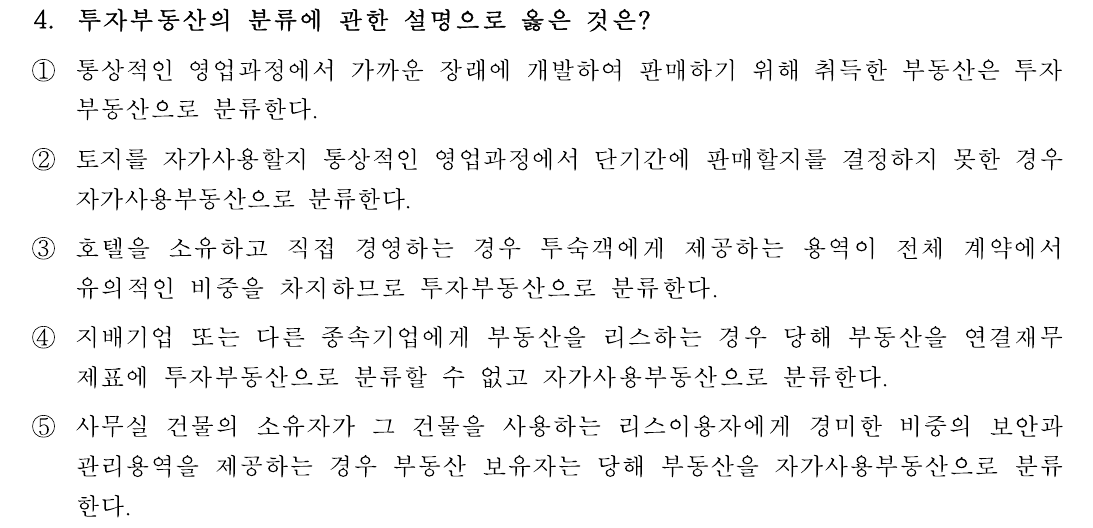 4. 투자부동산의 분류에 관한 설명으로 옳은 것은?
① 통상적인 영업과정에서 가까운 장래에 개발하여 판매하기 위해 취득한 부동산은 투자
부동산으로 분류한다.
② 토지를 자가사용할지 통상적인 영업과정에서 단기간에 판매할지를 결정하지 못한 경우
자가사용부동산으로 분류한다.
③ 호텔을 소유하고 직접 경영하는 경우 투숙객에게 제공하는 용역이 전체 계약에서
유의적인 비중을 차지하므로 투자부동산으로 분류한다.
④ 지배기업 또는 다른 종속기업에게 부동산을 리스하는 경우 당해 부동산을 연결재무
제표에 투자부동산으로 분류할 수 없고 자가사용부동산으로 분류한다.
⑤ 사무실 건물의 소유자가 그 건물을 사용하는 리스이용자에게 경미한 비중의 보안과
관리용역을 제공하는 경우 부동산 보유자는 당해 부동산을 자가사용부동산으로 분류
한다.